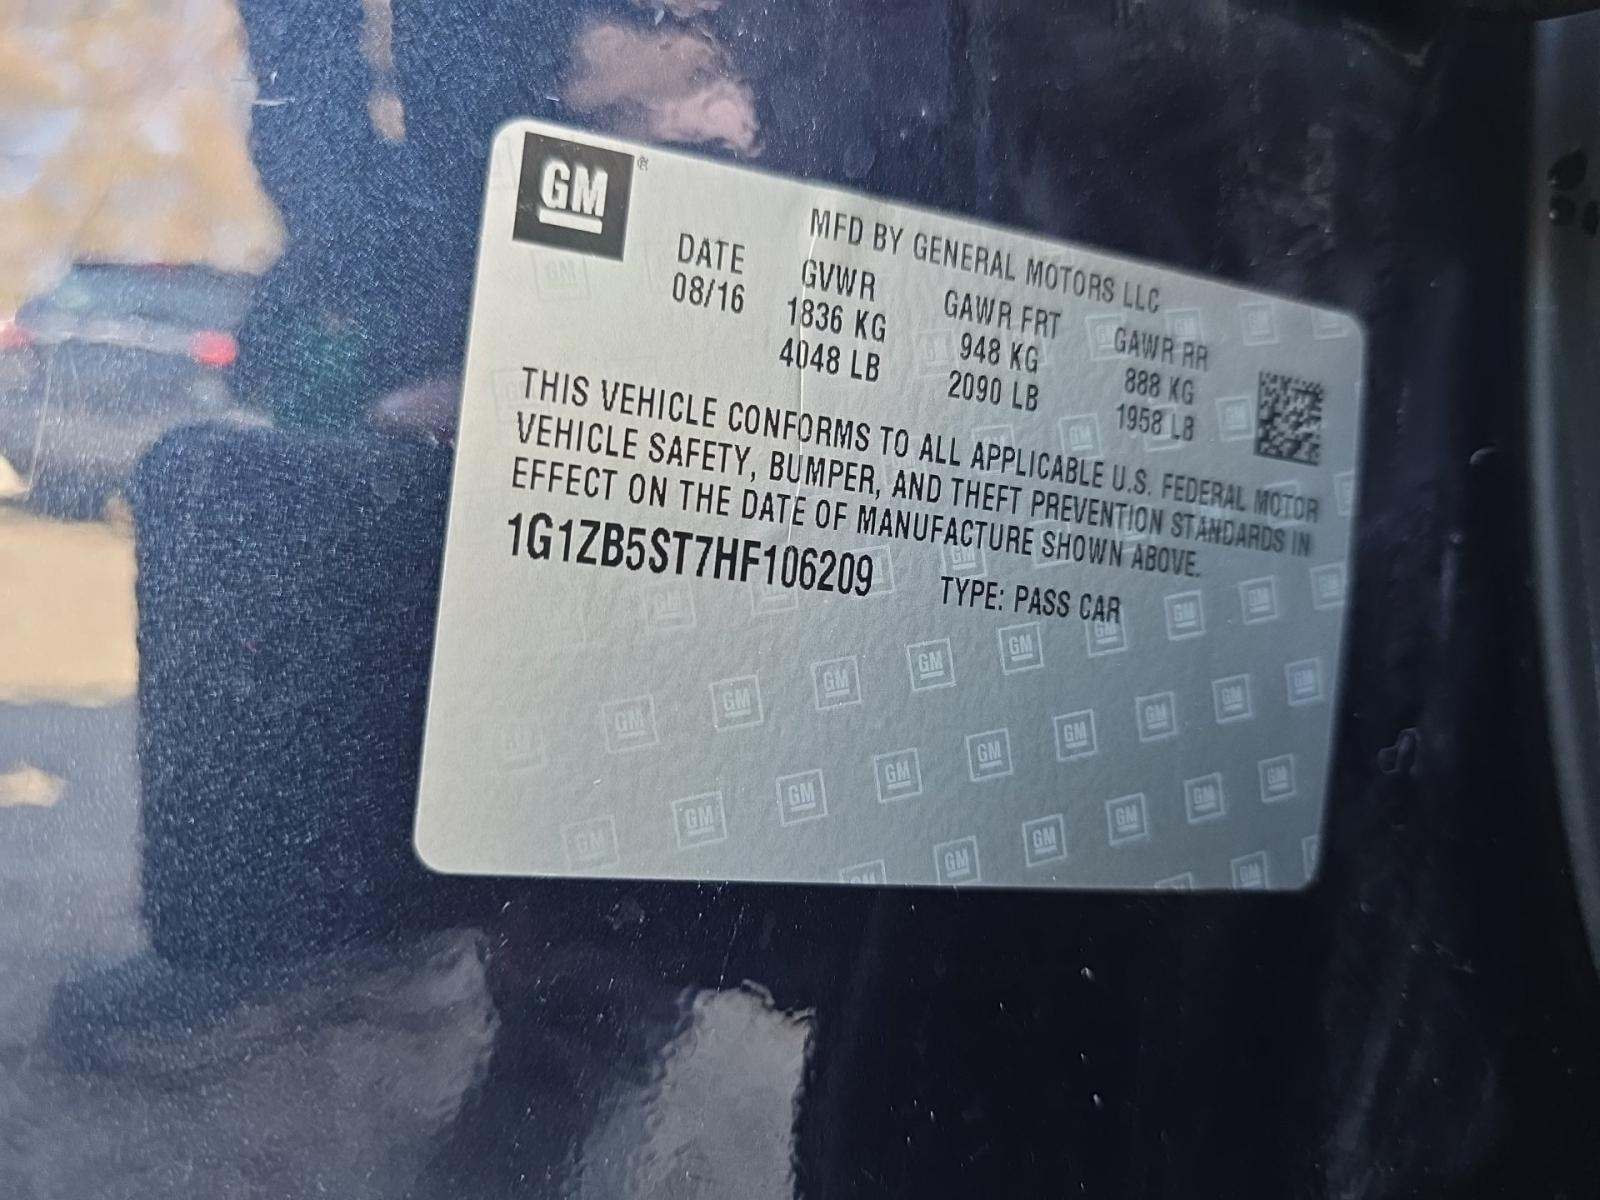 GM ®
MFD BY GENERAL MOTORS LLC
DATE GVWR GAWR FRT GAWR RR
08/16 1836 KG 948 KG 888 KG
4048 LB 2090 LB 1958 LB
THIS VEHICLE CONFORMS TO ALL APPLICABLE U.S. FEDERAL MOTOR
VEHICLE SAFETY, BUMPER, AND THEFT PREVENTION STANDARDS IN
EFFECT ON THE DATE OF MANUFACTURE SHOWN ABOVE.
1G1ZB5ST7HF106209 TYPE: PASS CAR